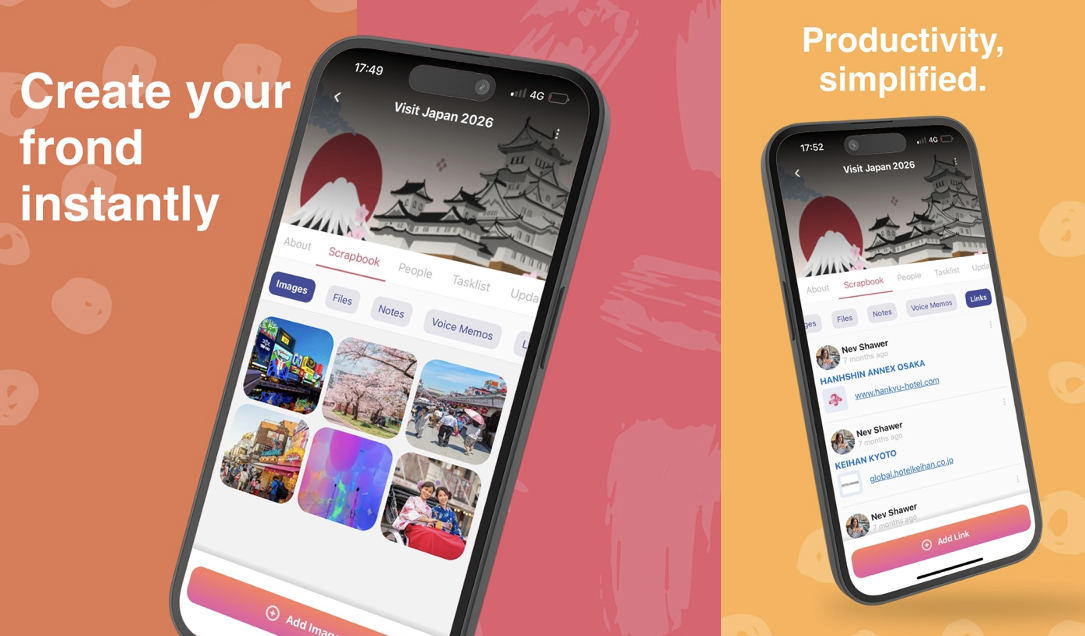 Create your
frond
instantly
17:49
4G
Visit Japan 2026
About Scrapbook People Tasklist Upda
Images Files Notes Voice Memos L
Add Imag
Productivity,
simplified.
17:52
4G
Visit Japan 2026
About Scrapbook People Tasklist Upda
ges Files Notes Voice Memos Links
Nev Shawer
7 months ago
HANHSHIN ANNEX OSAKA
www.hankyu-hotel.com
Nev Shawer
7 months ago
KEIHAN KYOTO
global.hotelkeihan.co.jp
Nev Shawer
7 months ago
Add Link